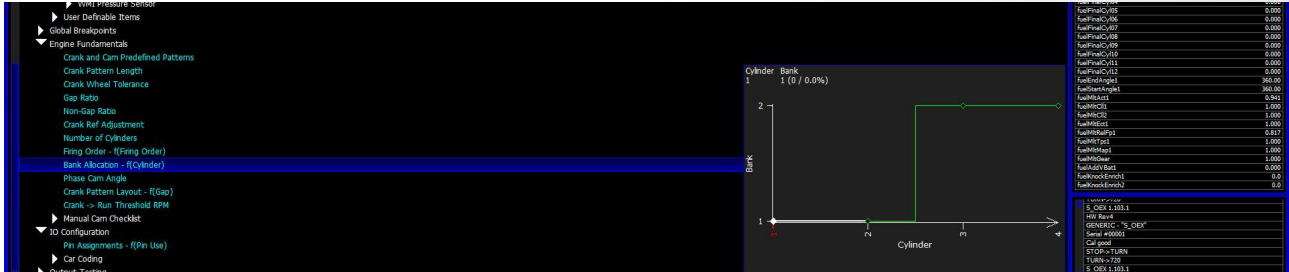 WMI Pressure Sensor
User Definable Items
Global Breakpoints
Engine Fundamentals
Crank and Cam Predefined Patterns
Crank Pattern Length
Crank Wheel Tolerance
Gap Ratio
Non-Gap Ratio
Crank Ref Adjustment
Number of Cylinders
Firing Order - f(Firing Order)
Bank Allocation - f(Cylinder)
Phase Cam Angle
Crank Pattern Layout - f(Gap)
Crank -> Run Threshold RPM
Manual Cam Checklist
IO Configuration
Pin Assignments - f(Pin Use)
Car Coding
Output Testing
Cylinder Bank
1 1 (0 / 0.0%)
2
Bank
1
1 2 3 4
Cylinder
fuelFinalCyl04 0.000
fuelFinalCyl05 0.000
fuelFinalCyl06 0.000
fuelFinalCyl07 0.000
fuelFinalCyl08 0.000
fuelFinalCyl09 0.000
fuelFinalCyl10 0.000
fuelFinalCyl11 0.000
fuelFinalCyl12 0.000
fuelEndAngle1 360.00
fuelStartAngle1 360.00
fuelMltAct1 0.941
fuelMltCll1 1.000
fuelMltCll2 1.000
fuelMltEct1 1.000
fuelMltRelFp1 0.817
fuelMltTps1 1.000
fuelMltMap1 1.000
fuelMltGear 1.000
fuelAddVBat1 0.000
fuelKnockEnrich1 0.0
fuelKnockEnrich2 0.0
TURN->720
S_OEX 1.103.1
HW Rev4
GENERIC - "S_OEX"
Serial #00001
Cal good
STOP->TURN
TURN->720
S_OEX 1.103.1